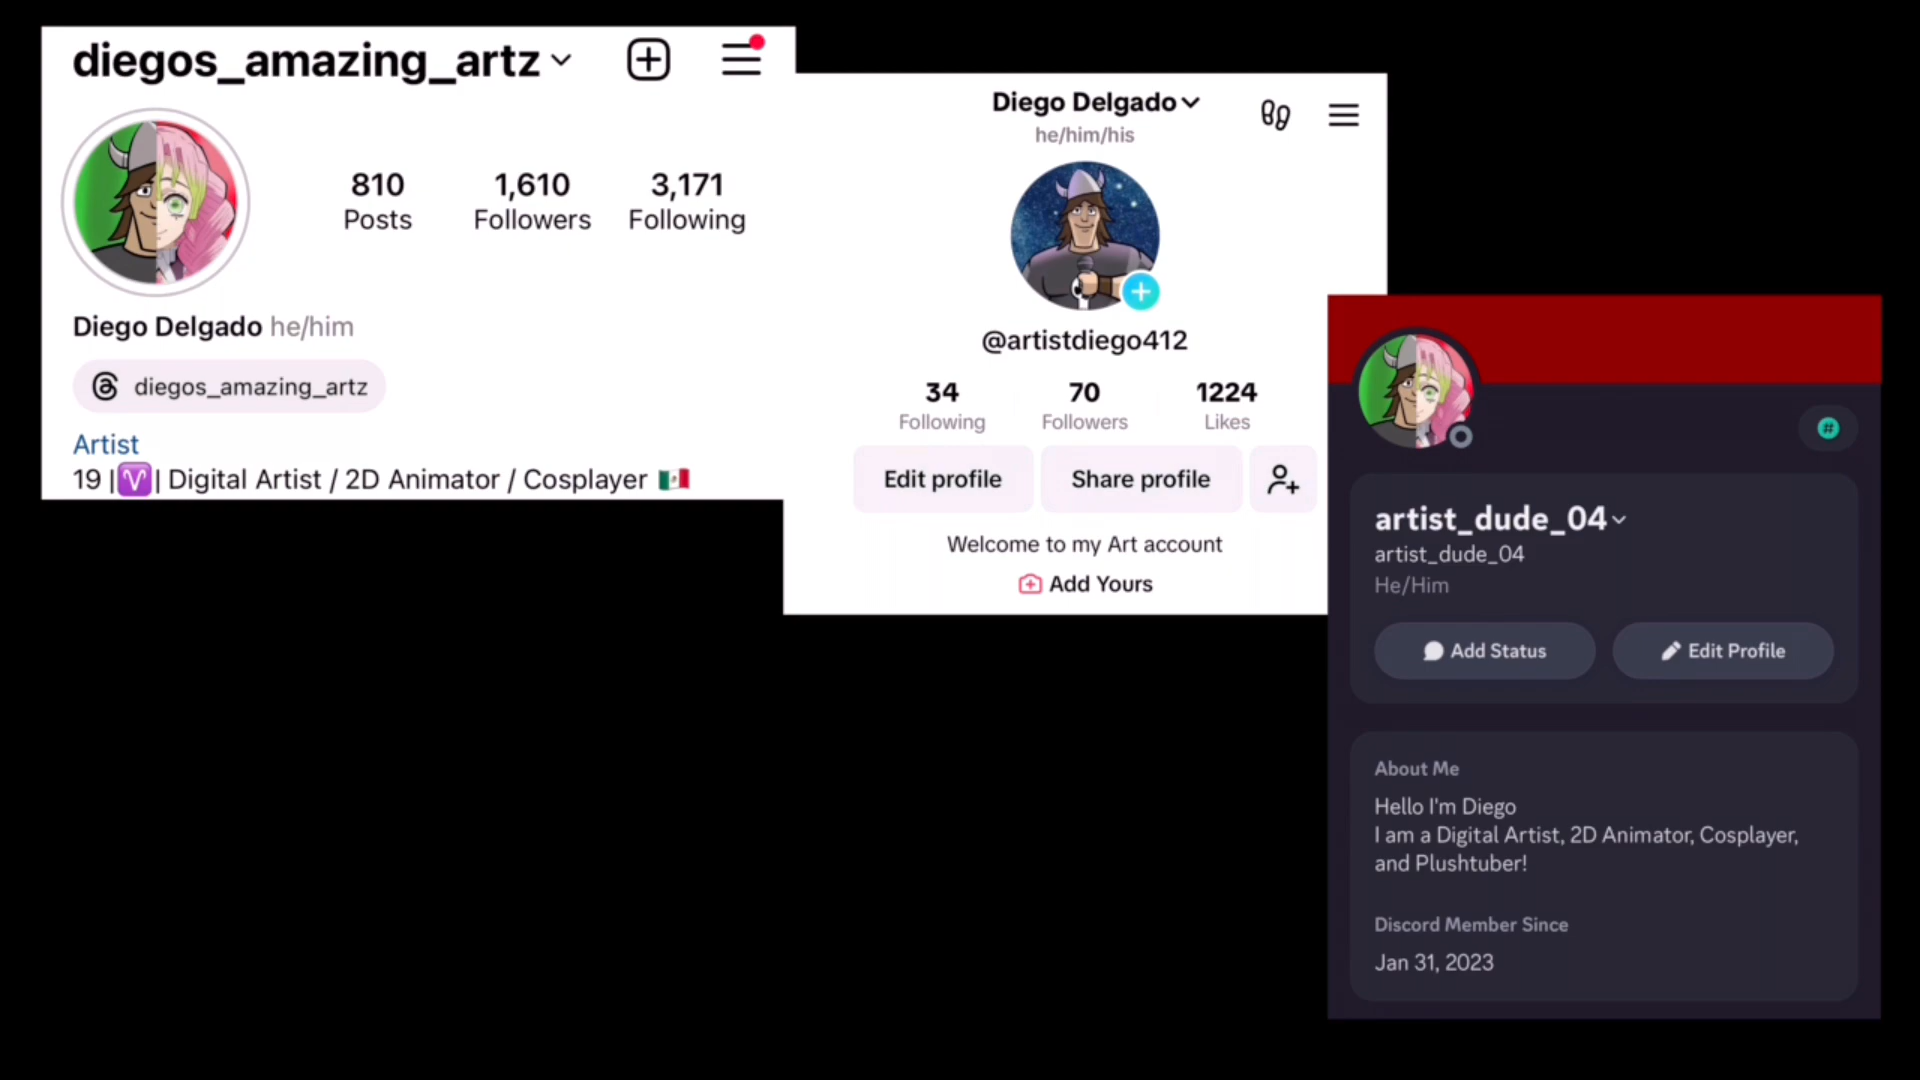 diegos_amazing_artz
810 1,610 3,171
Posts Followers Following
Diego Delgado he/him
diegos_amazing_artz
Artist
19 |♈| Digital Artist / 2D Animator / Cosplayer 🇲🇽
Diego Delgado
he/him/his
@artistdiego412
34 70 1224
Following Followers Likes
Edit profile Share profile
Welcome to my Art account
Add Yours
artist_dude_04
artist_dude_04
He/Him
Add Status Edit Profile
About Me
Hello I'm Diego
I am a Digital Artist, 2D Animator, Cosplayer,
and Plushtuber!
Discord Member Since
Jan 31, 2023